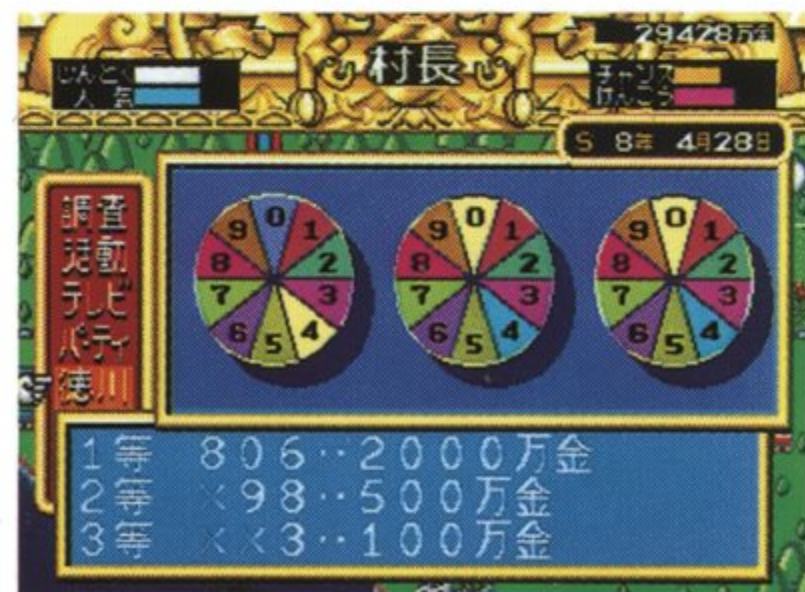 29428万金
じんとく
人気
村長
チャンス
けんこう
S 8年 4月28日
調査
活動
テレビ
パーティ
徳川
0 1 2 3 4 5 6 7 8 9
0 1 2 3 4 5 6 7 8 9
0 1 2 3 4 5 6 7 8 9
1等 806‥2000万金
2等 ×98‥500万金
3等 ××3‥100万金